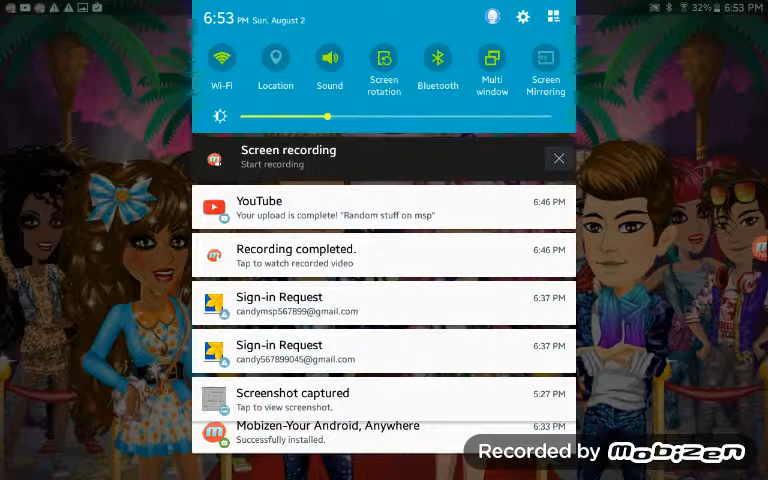 6:53 PM Sun, August 2
32% 6:53 PM
Wi-Fi
Location
Sound
Screen
rotation
Bluetooth
Multi
window
Screen
Mirroring
Screen recording
Start recording
YouTube 6:46 PM
Your upload is complete! "Random stuff on msp"
Recording completed. 6:46 PM
Tap to watch recorded video
Sign-in Request 6:37 PM
candymsp567899@gmail.com
Sign-in Request 6:37 PM
candy567899045@gmail.com
Screenshot captured 5:27 PM
Tap to view screenshot.
Mobizen-Your Android, Anywhere 6:33 PM
Successfully installed.
Recorded by mobizen